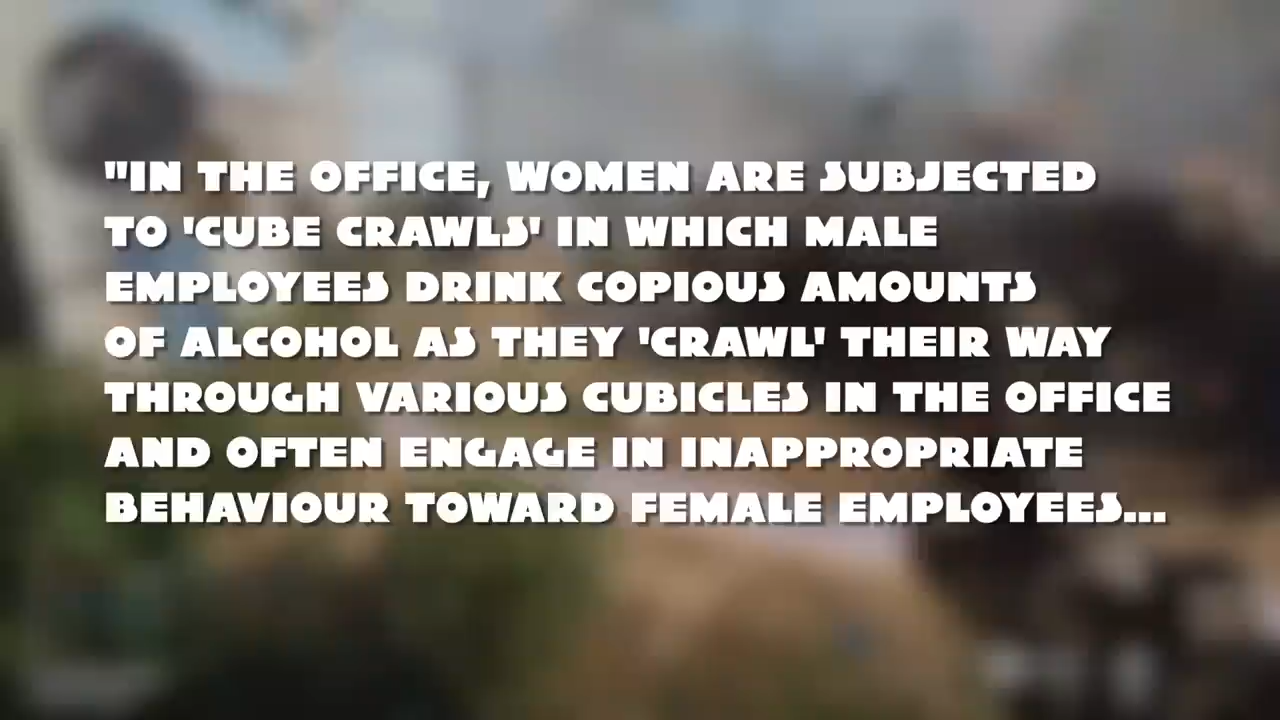 "IN THE OFFICE, WOMEN ARE SUBJECTED
TO 'CUBE CRAWLS' IN WHICH MALE
EMPLOYEES DRINK COPIOUS AMOUNTS
OF ALCOHOL AS THEY 'CRAWL' THEIR WAY
THROUGH VARIOUS CUBICLES IN THE OFFICE
AND OFTEN ENGAGE IN INAPPROPRIATE
BEHAVIOUR TOWARD FEMALE EMPLOYEES...